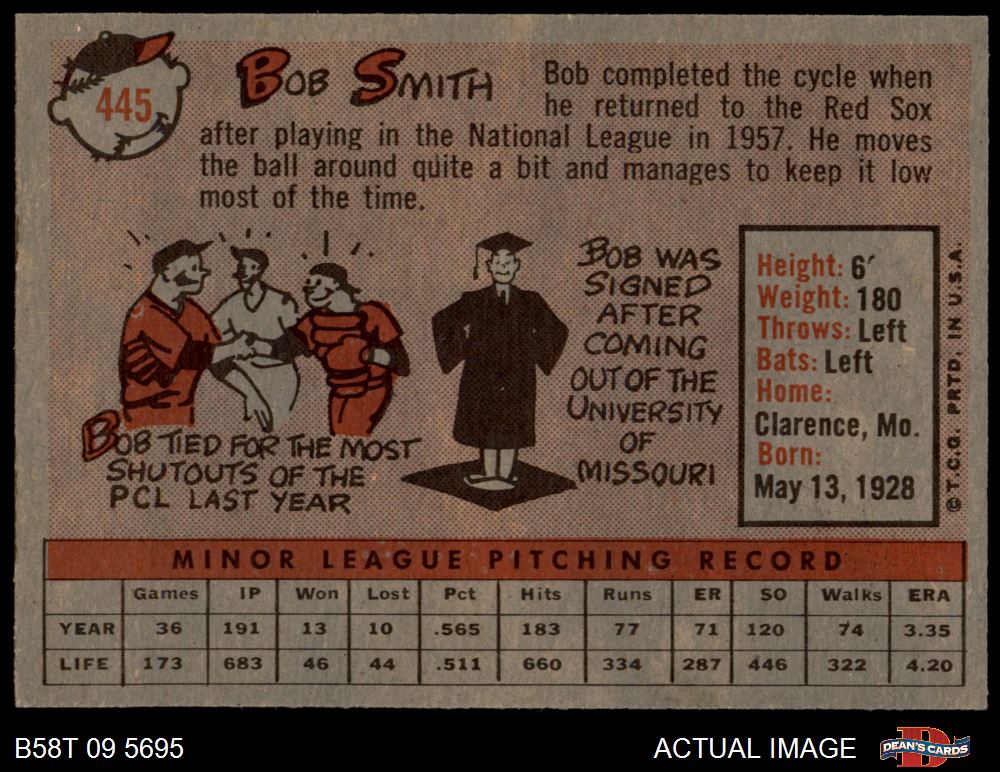 445
BOB SMITH
Bob completed the cycle when
he returned to the Red Sox
after playing in the National League in 1957. He moves
the ball around quite a bit and manages to keep it low
most of the time.
BOB TIED FOR THE MOST
SHUTOUTS OF THE
PCL LAST YEAR
BOB WAS
SIGNED
AFTER
COMING
OUT OF THE
UNIVERSITY
OF
MISSOURI
Height: 6′
Weight: 180
Throws: Left
Bats: Left
Home:
Clarence, Mo.
Born:
May 13, 1928
© T.C.G. PRTD. IN U.S.A.
MINOR LEAGUE PITCHING RECORD
Games IP Won Lost Pct Hits Runs ER SO Walks ERA
YEAR 36 191 13 10 .565 183 77 71 120 74 3.35
LIFE 173 683 46 44 .511 660 334 287 446 322 4.20
B58T 09 5695
ACTUAL IMAGE
D
DEAN'S CARDS